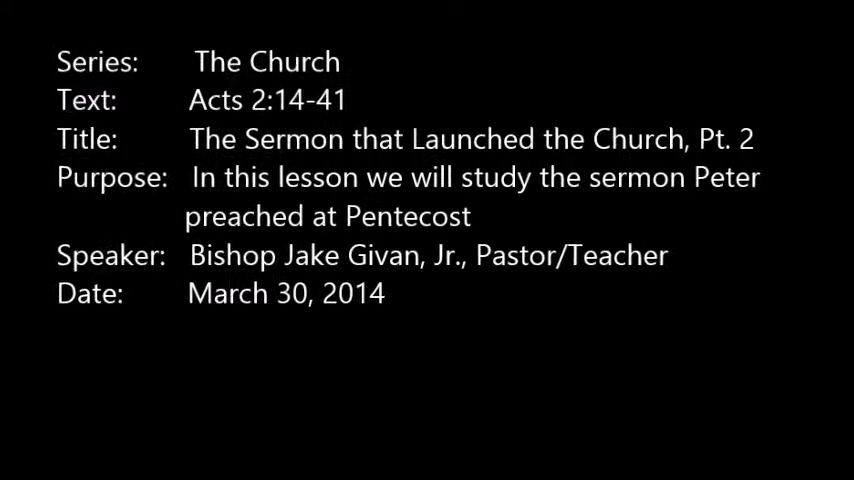 Series: The Church
Text: Acts 2:14-41
Title: The Sermon that Launched the Church, Pt. 2
Purpose: In this lesson we will study the sermon Peter
preached at Pentecost
Speaker: Bishop Jake Givan, Jr., Pastor/Teacher
Date: March 30, 2014